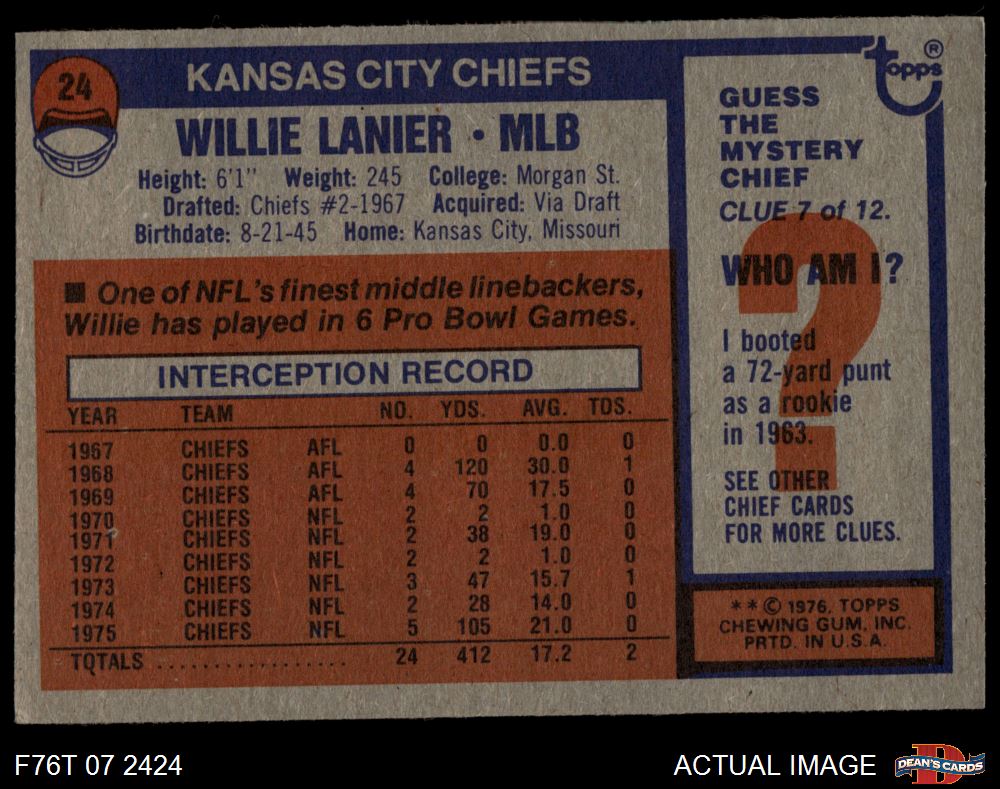 24
KANSAS CITY CHIEFS
WILLIE LANIER • MLB
Height: 6'1" Weight: 245 College: Morgan St.
Drafted: Chiefs #2-1967 Acquired: Via Draft
Birthdate: 8-21-45 Home: Kansas City, Missouri
■ One of NFL's finest middle linebackers,
Willie has played in 6 Pro Bowl Games.
INTERCEPTION RECORD
YEAR TEAM NO. YDS. AVG. TDS.
1967 CHIEFS AFL 0 0 0.0 0
1968 CHIEFS AFL 4 120 30.0 1
1969 CHIEFS AFL 4 70 17.5 0
1970 CHIEFS NFL 2 2 1.0 0
1971 CHIEFS NFL 2 38 19.0 0
1972 CHIEFS NFL 2 2 1.0 0
1973 CHIEFS NFL 3 47 15.7 1
1974 CHIEFS NFL 2 28 14.0 0
1975 CHIEFS NFL 5 105 21.0 0
TOTALS .................. 24 412 17.2 2
Topps ®
GUESS
THE
MYSTERY
CHIEF
CLUE 7 of 12.
WHO AM I?
?
I booted
a 72-yard punt
as a rookie
in 1963.
SEE OTHER
CHIEF CARDS
FOR MORE CLUES.
** © 1976, TOPPS
CHEWING GUM, INC.
PRTD. IN U.S.A.
F76T 07 2424
ACTUAL IMAGE
D
DEAN'S CARDS